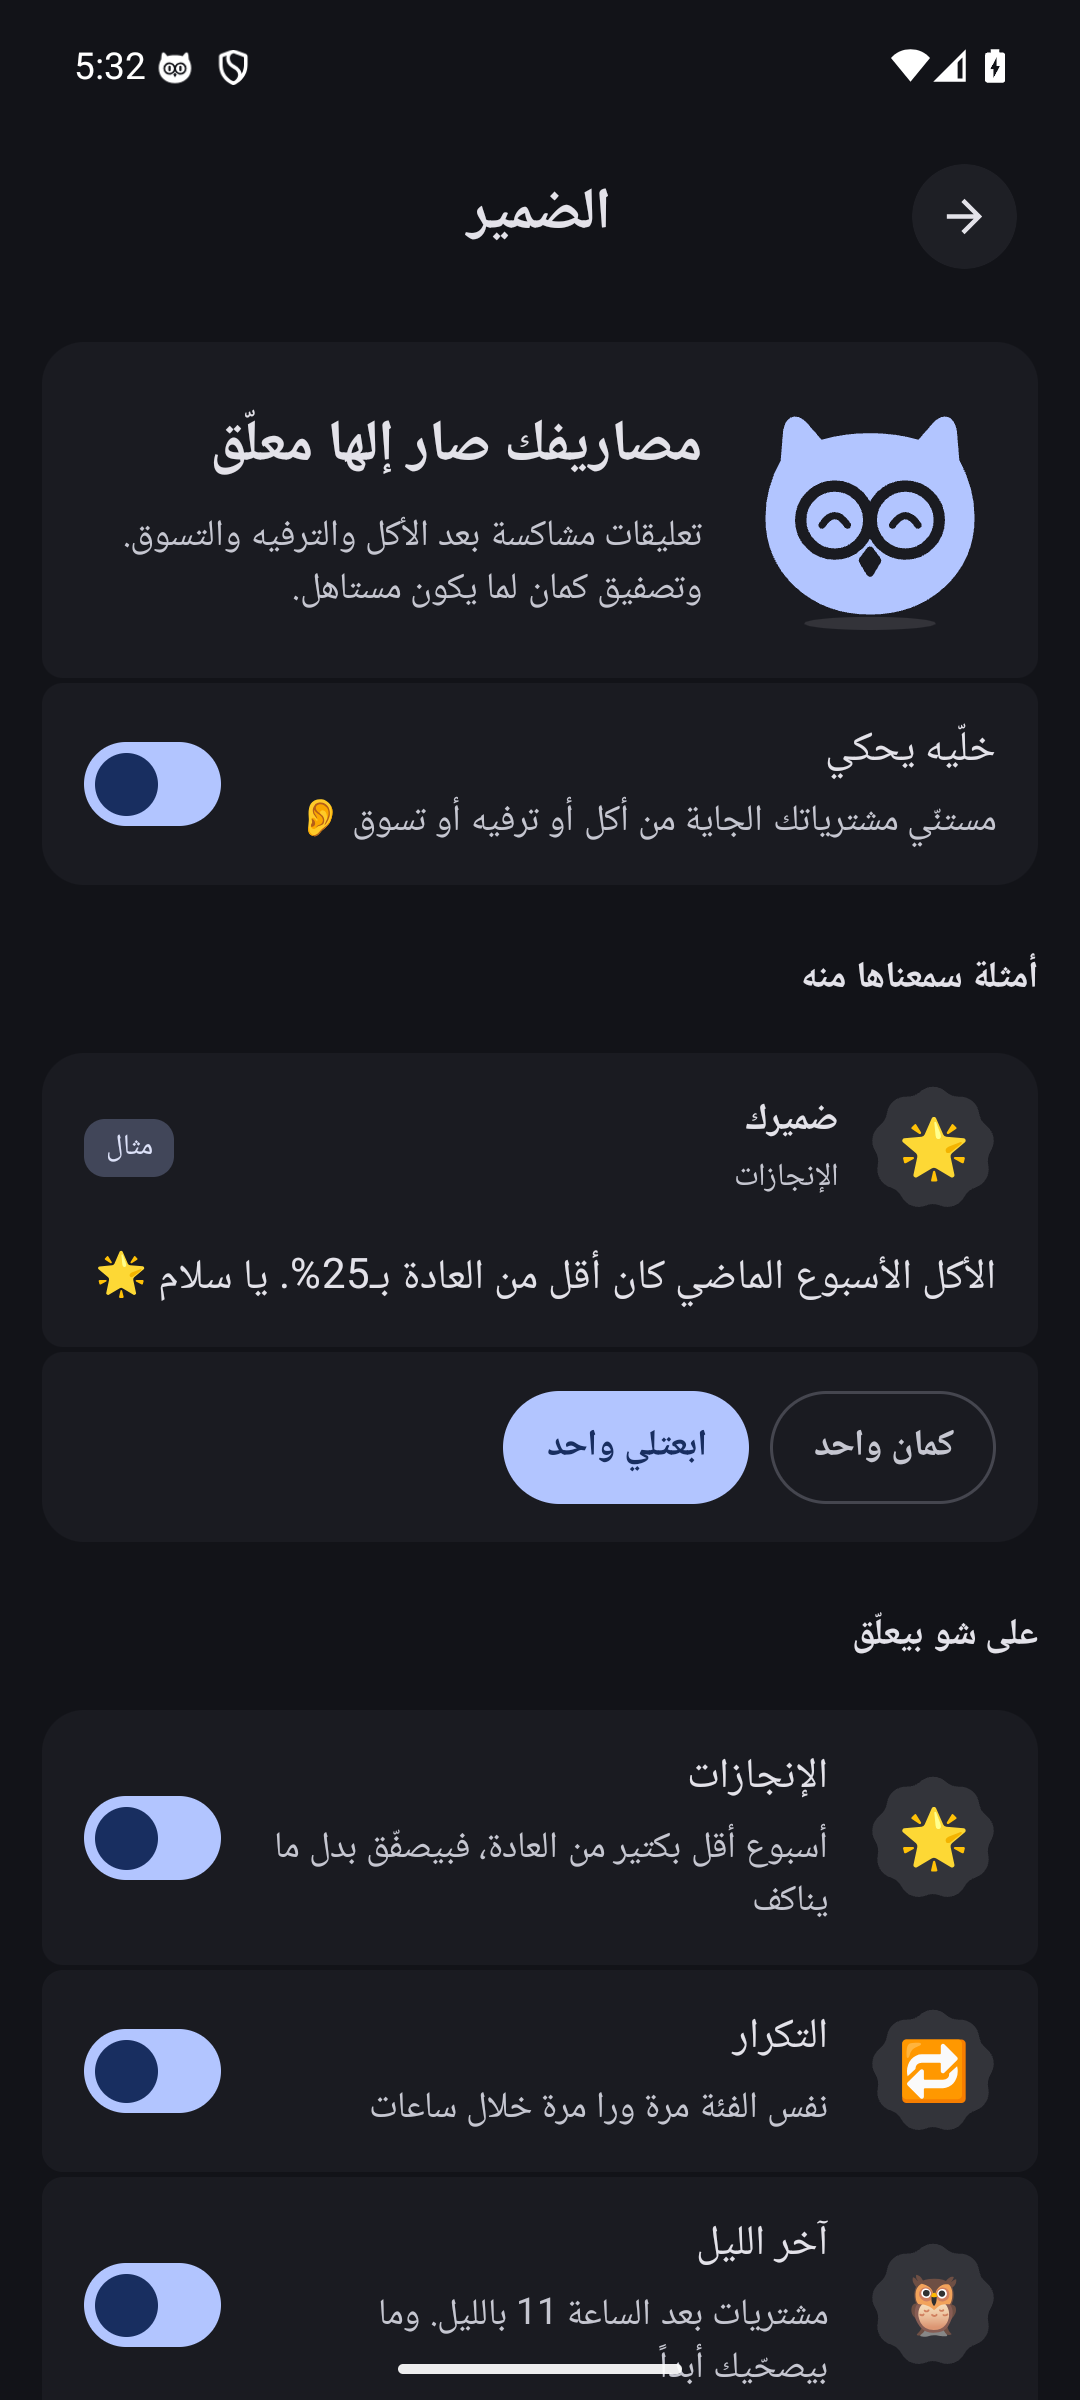 5:32
الضمير
مصاريفك صار إلها معلّق
تعليقات مشاكسة بعد الأكل والترفيه والتسوق.
وتصفيق كمان لما يكون مستاهل.
خلّيه يحكي
مستنّي مشترياتك الجاية من أكل أو ترفيه أو تسوق 👂
أمثلة سمعناها منه
ضميرك
الإنجازات
مثال
الأكل الأسبوع الماضي كان أقل من العادة بـ25%. يا سلام 🌟
كمان واحد
ابعتلي واحد
على شو بيعلّق
الإنجازات
أسبوع أقل بكتير من العادة، فبيصفّق بدل ما
يناكف
التكرار
نفس الفئة مرة ورا مرة خلال ساعات
آخر الليل
مشتريات بعد الساعة 11 بالليل. وما
بيصحّيك أبداً